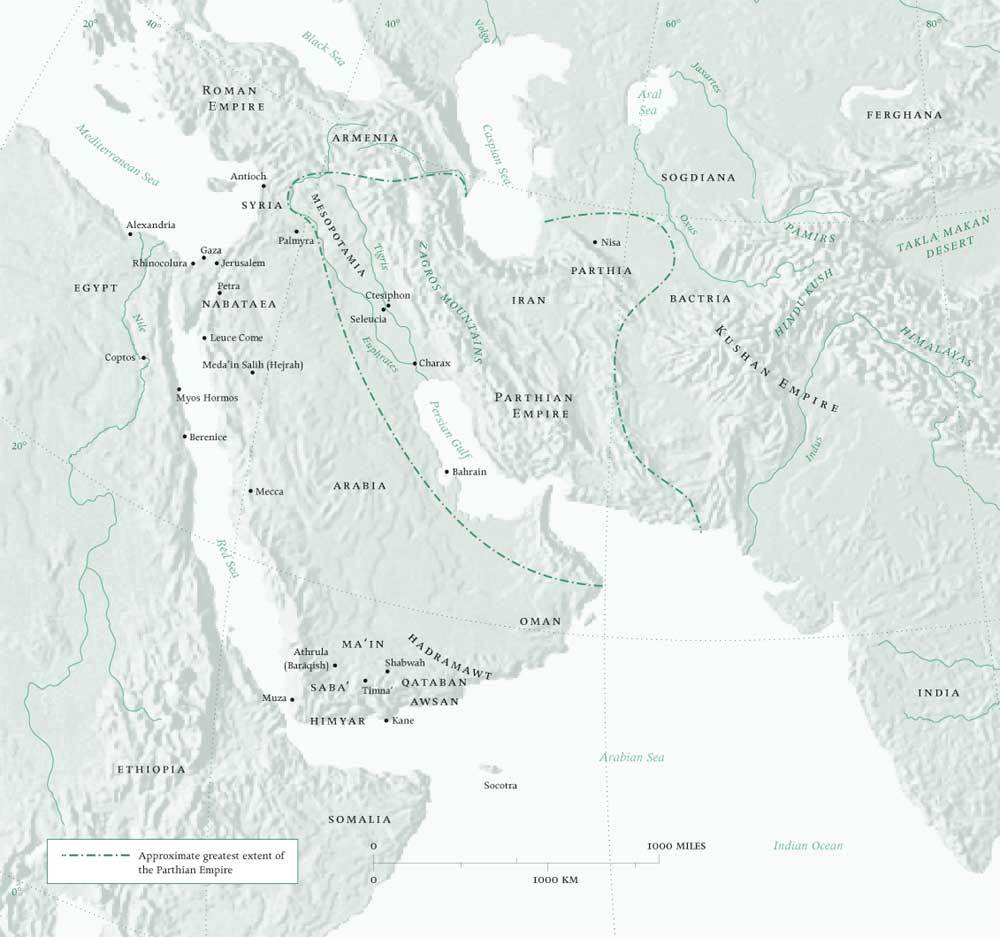 20°
40°
40°
60°
80°
Volga
Black Sea
Caspian Sea
Aral
Sea
Jaxartes
FERGHANA
ROMAN
EMPIRE
ARMENIA
Mediterranean Sea
Antioch
SYRIA
MESOPOTAMIA
SOGDIANA
Oxus
PAMIRS
TAKLA MAKAN
DESERT
Alexandria
Palmyra
Tigris
ZAGROS MOUNTAINS
Nisa
PARTHIA
Gaza
Rhinocolura
Jerusalem
EGYPT
Petra
NABATAEA
Ctesiphon
Seleucia
IRAN
BACTRIA
HINDU KUSH
HIMALAYAS
KUSHAN EMPIRE
Nile
Leuce Come
Euphrates
Coptos
Meda'in Salih (Hejrah)
Charax
Myos Hormos
PARTHIAN
EMPIRE
Persian Gulf
Berenice
20°
Indus
Bahrain
Mecca
ARABIA
Red Sea
OMAN
MA'IN
HADRAMAWT
Athrula
(Barāqish)
Shabwah
SABA'
Timna'
QATABAN
AWSAN
Muza
HIMYAR
Kane
INDIA
Arabian Sea
ETHIOPIA
Socotra
SOMALIA
Indian Ocean
0
1000 MILES
0
1000 KM
Approximate greatest extent of
the Parthian Empire
0°